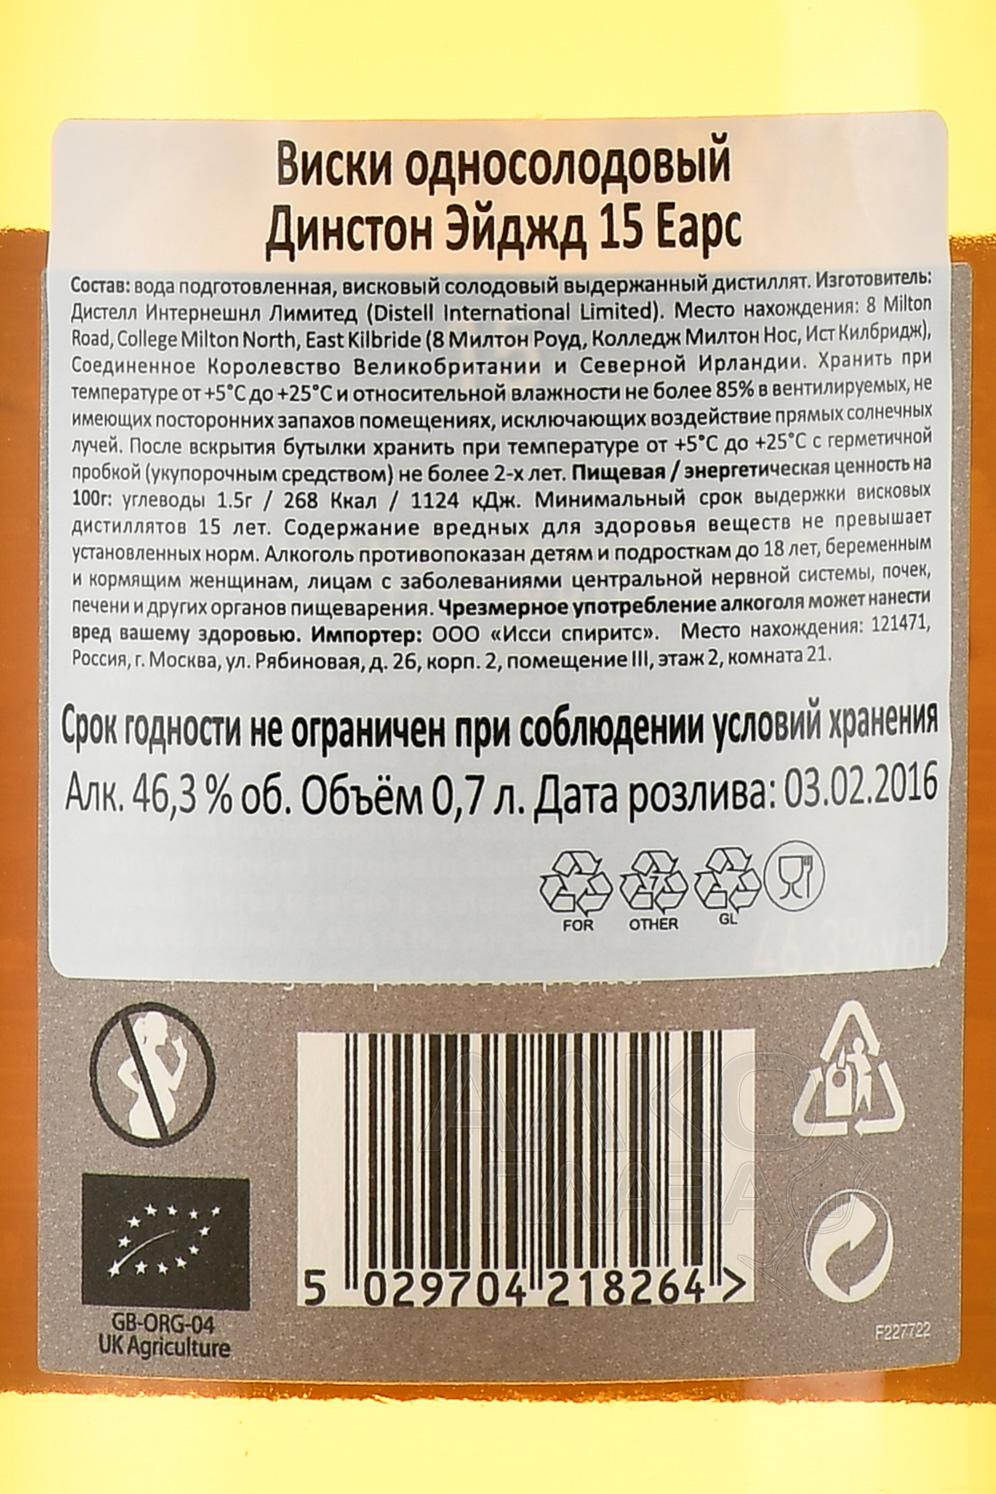 Виски односолодовый
Динстон Эйджд 15 Еарс
Состав: вода подготовленная, висковый солодовый выдержанный дистиллят. Изготовитель:
Дистелл Интернешнл Лимитед (Distell International Limited). Место нахождения: 8 Milton
Road, College Milton North, East Kilbride (8 Милтон Роуд, Колледж Милтон Нос, Ист Килбридж),
Соединенное Королевство Великобритании и Северной Ирландии. Хранить при
температуре от +5°С до +25°С и относительной влажности не более 85% в вентилируемых, не
имеющих посторонних запахов помещениях, исключающих воздействие прямых солнечных
лучей. После вскрытия бутылки хранить при температуре от +5°С до +25°С с герметичной
пробкой (укупорочным средством) не более 2-х лет. Пищевая / энергетическая ценность на
100г: углеводы 1.5г / 268 Ккал / 1124 кДж. Минимальный срок выдержки висковых
дистиллятов 15 лет. Содержание вредных для здоровья веществ не превышает
установленных норм. Алкоголь противопоказан детям и подросткам до 18 лет, беременным
и кормящим женщинам, лицам с заболеваниями центральной нервной системы, почек,
печени и других органов пищеварения. Чрезмерное употребление алкоголя может нанести
вред вашему здоровью. Импортер: ООО «Исси спиритс». Место нахождения: 121471,
Россия, г. Москва, ул. Рябиновая, д. 26, корп. 2, помещение III, этаж 2, комната 21.
Срок годности не ограничен при соблюдении условий хранения
Алк. 46,3 % об. Объём 0,7 л. Дата розлива: 03.02.2016
7
FOR OTHER GL
5 029704 218264 >
GB-ORG-04
UK Agriculture
F227722
АЛКО
ПЛАЗА